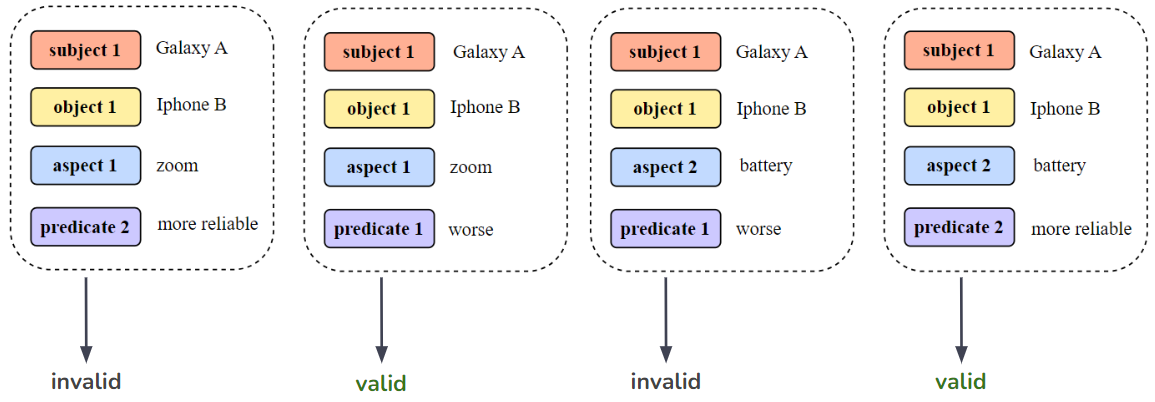 subject 1 Galaxy A
object 1 Iphone B
aspect 1 zoom
predicate 2 more reliable
invalid
subject 1 Galaxy A
object 1 Iphone B
aspect 1 zoom
predicate 1 worse
valid
subject 1 Galaxy A
object 1 Iphone B
aspect 2 battery
predicate 1 worse
invalid
subject 1 Galaxy A
object 1 Iphone B
aspect 2 battery
predicate 2 more reliable
valid